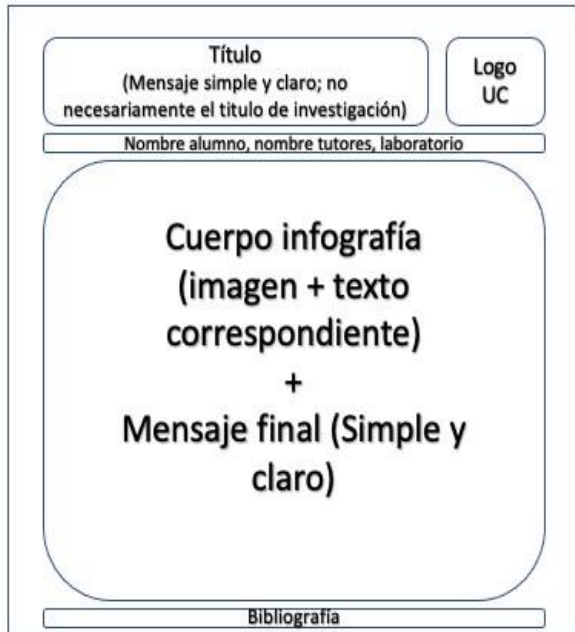 Título
(Mensaje simple y claro; no
necesariamente el titulo de investigación)
Logo
UC
Nombre alumno, nombre tutores, laboratorio
Cuerpo infografía
(imagen + texto
correspondiente)
+
Mensaje final (Simple y
claro)
Bibliografía